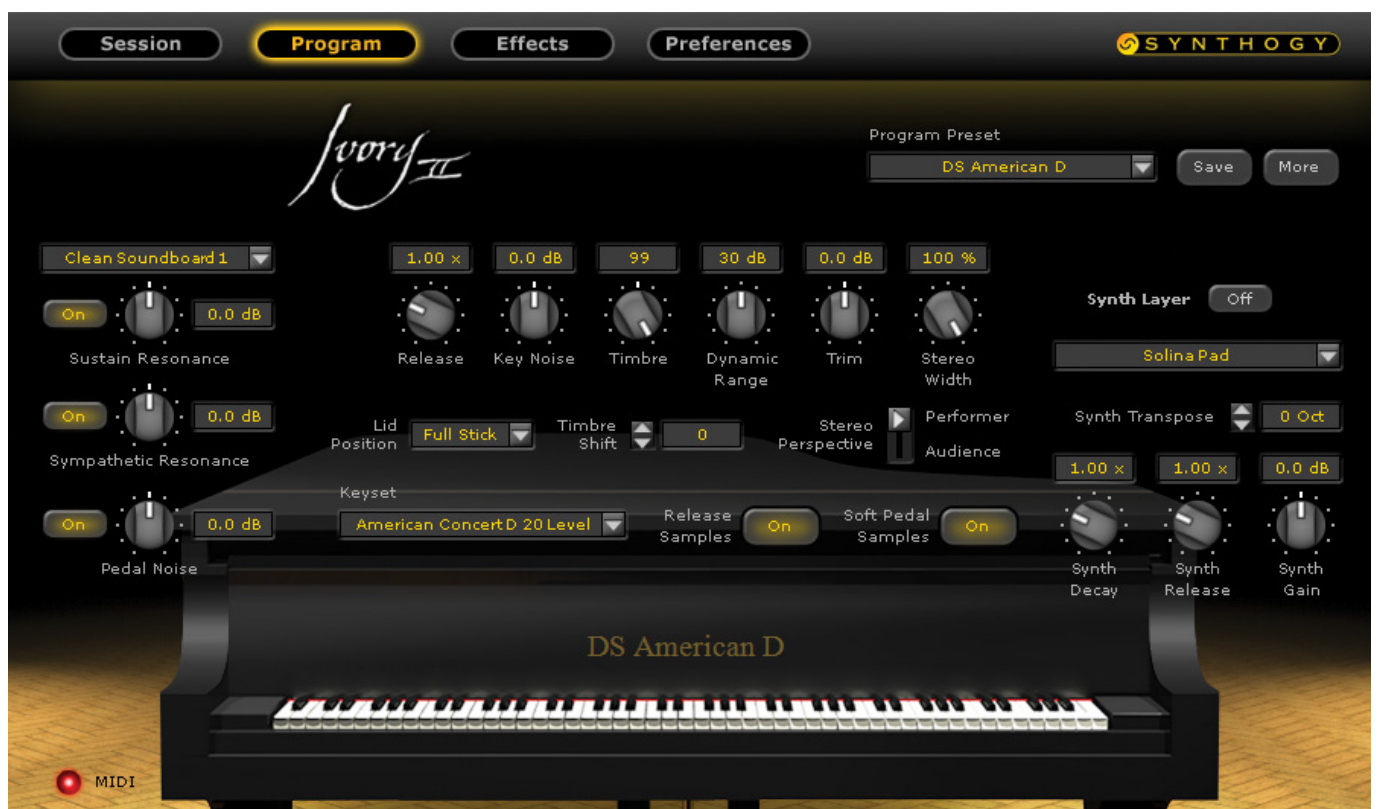 Session
Program
Effects
Preferences
SYNTHOGY
Ivory II
Program Preset
DS American D
Save
More
Clean Soundboard 1
1.00 x
0.0 dB
99
30 dB
0.0 dB
100 %
On
0.0 dB
Sustain Resonance
Release
Key Noise
Timbre
Dynamic
Range
Trim
Stereo
Width
Synth Layer
Off
Solina Pad
On
0.0 dB
Sympathetic Resonance
Lid
Position
Full Stick
Timbre
Shift
0
Stereo
Perspective
Performer
Audience
Synth Transpose
0 Oct
1.00 x
1.00 x
0.0 dB
Keyset
American Concert D 20 Level
Release
Samples
On
Soft Pedal
Samples
On
On
0.0 dB
Pedal Noise
Synth
Decay
Synth
Release
Synth
Gain
DS American D
MIDI